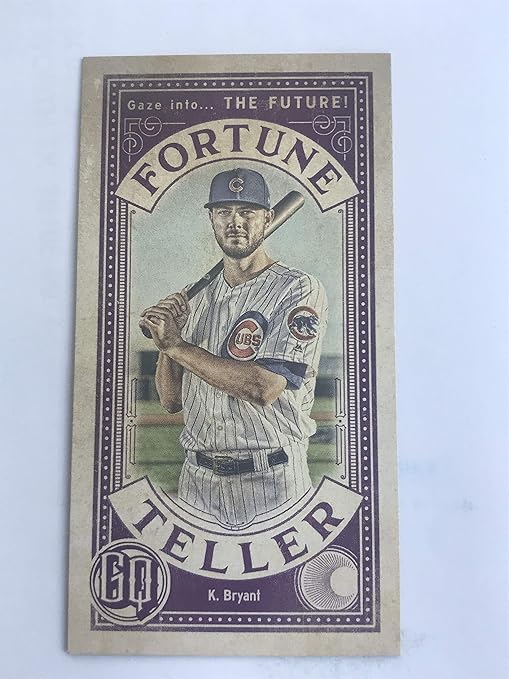 Gaze into... THE FUTURE!
FORTUNE
C
CUBS
TELLER
GQ
K. Bryant